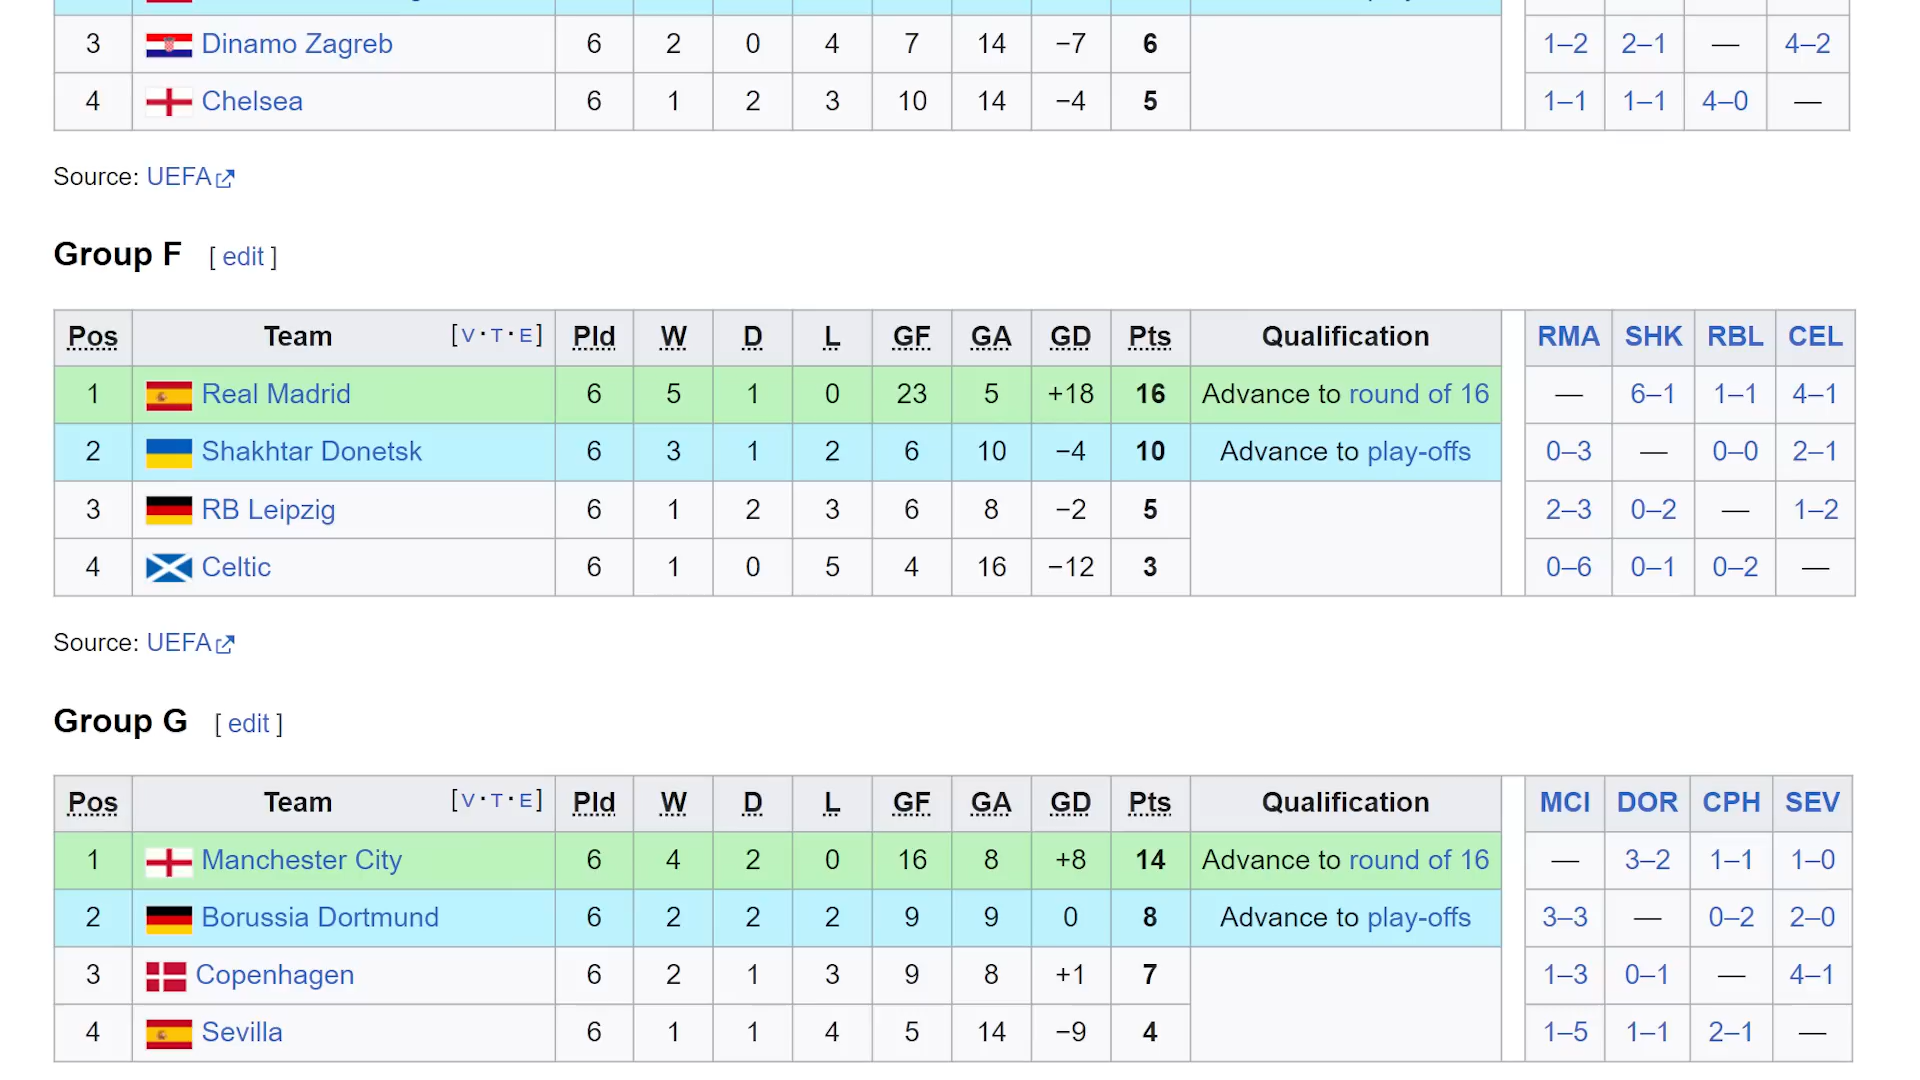 3 Dinamo Zagreb 6 2 0 4 7 14 −7 6 1–2 2–1 — 4–2
4 Chelsea 6 1 2 3 10 14 −4 5 1–1 1–1 4–0 —
Source: UEFA
Group F [ edit ]
Pos Team [V·T·E] Pld W D L GF GA GD Pts Qualification RMA SHK RBL CEL
1 Real Madrid 6 5 1 0 23 5 +18 16 Advance to round of 16 — 6–1 1–1 4–1
2 Shakhtar Donetsk 6 3 1 2 6 10 −4 10 Advance to play-offs 0–3 — 0–0 2–1
3 RB Leipzig 6 1 2 3 6 8 −2 5 2–3 0–2 — 1–2
4 Celtic 6 1 0 5 4 16 −12 3 0–6 0–1 0–2 —
Source: UEFA
Group G [ edit ]
Pos Team [V·T·E] Pld W D L GF GA GD Pts Qualification MCI DOR CPH SEV
1 Manchester City 6 4 2 0 16 8 +8 14 Advance to round of 16 — 3–2 1–1 1–0
2 Borussia Dortmund 6 2 2 2 9 9 0 8 Advance to play-offs 3–3 — 0–2 2–0
3 Copenhagen 6 2 1 3 9 8 +1 7 1–3 0–1 — 4–1
4 Sevilla 6 1 1 4 5 14 −9 4 1–5 1–1 2–1 —